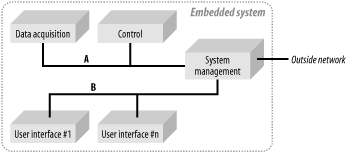 Embedded system
Data acquisition
Control
A
System
management
Outside network
B
User interface #1
User interface #n